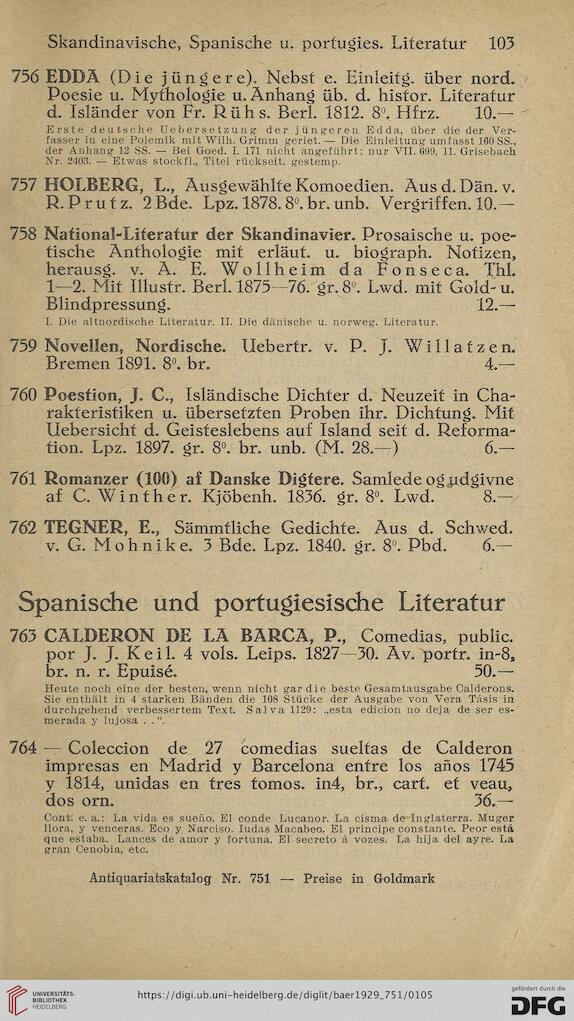 Skandinavische, Spanische u. portugies. Literatur 103
756 EDDA (Die jüngere). Nebst e. Einleitg. über nord.
Poesie u. Mythologie u. Anhang üb. d. histor. Literatur
d. Isländer von Fr. Rühs. Berl. 1812. 8°. Hfrz. 10.—
Erste deutsche Uebersetzung der jüngeren Edda, über die der Ver-
fasser in eine Polemik mit Wilh. Grimm geriet. — Die Einleitung umfasst 160 SS.,
der Anhang 12 SS. — Bei Goed. I. 171 nicht angeführt; nur VII. 699, 11. Grisebach
Nr. 2403. — Etwas stockfl., Titel rückseit. gestemp.
757 HOLBERG, L., Ausgewählte Komoedien. Aus d. Dän. v.
R. Prutz. 2 Bde. Lpz. 1878. 8°. br. unb. Vergriffen. 10.—
758 National-Literatur der Skandinavier. Prosaische u. poe-
tische Anthologie mit erläut. u. biograph. Notizen,
herausg. v. A. E. Wollheim da Fonseca. Thl.
1—2. Mit Illustr. Berl. 1875—76. gr. 8°. Lwd. mit Gold- u.
Blindpressung. 12.—
I. Die altnordische Literatur. II. Die dänische u. norweg. Literatur.
759 Novellen, Nordische. Uebertr. v. P. J. Willatzen.
Bremen 1891. 8°. br. 4.—
760 Poestion, J. C., Isländische Dichter d. Neuzeit in Cha-
rakteristiken u. übersetzten Proben ihr. Dichtung. Mit
Uebersicht d. Geisteslebens auf Island seit d. Reforma-
tion. Lpz. 1897. gr. 8°. br. unb. (M. 28.—) 6.—
761 Romanzer (100) af Danske Digtere. Samlede og udgivne
af C. Winther. Kjöbenh. 1836. gr. 8°. Lwd. 8.—
762 TEGNER, E., Sämmtliche Gedichte. Aus d. Schwed.
v. G. Mohnike. 3 Bde. Lpz. 1840. gr. 8°. Pbd. 6.—
Spanische und portugiesische Literatur
763 CALDERON DE LA BARCA, P., Comedias, public.
por J. J. Keil. 4 vols. Leips. 1827—30. Av. portr. in-8,
br. n. r. Epuisé. 50.—
Heute noch eine der besten, wenn nicht gar die beste Gesamtausgabe Calderons.
Sie enthält in 4 starken Bänden die 108 Stücke der Ausgabe von Vera Tásis in
durchgehend verbessertem Text. Salva 1129: „esta edicion no deja de ser es-
merada y lujosa . .“.
764 — Coleccion de 27 comedias sueltas de Calderon
impresas en Madrid y Barcelona entre los años 1745
y 1814, unidas en tres tomos. in4, br., cart. et veau,
dos orn. 36.—
Cont. e. a.: La vida es sueño. El conde Lucanor. La cisma de Inglaterra. Muger
llora, y venceras. Eco y Narciso. Iudas Macabeo. El principe constante. Peor está
que estaba. Lances de amor y fortuna. El secreto á vozes. La hija del ayre. La
gran Cenobia, etc.
Antiquariatskatalog Nr. 751 — Preise in Goldmark
UNIVERSITÄTS-
BIBLIOTHEK
HEIDELBERG
https://digi.ub.uni-heidelberg.de/diglit/baer1929_751/0105
gefördert durch die
DFG